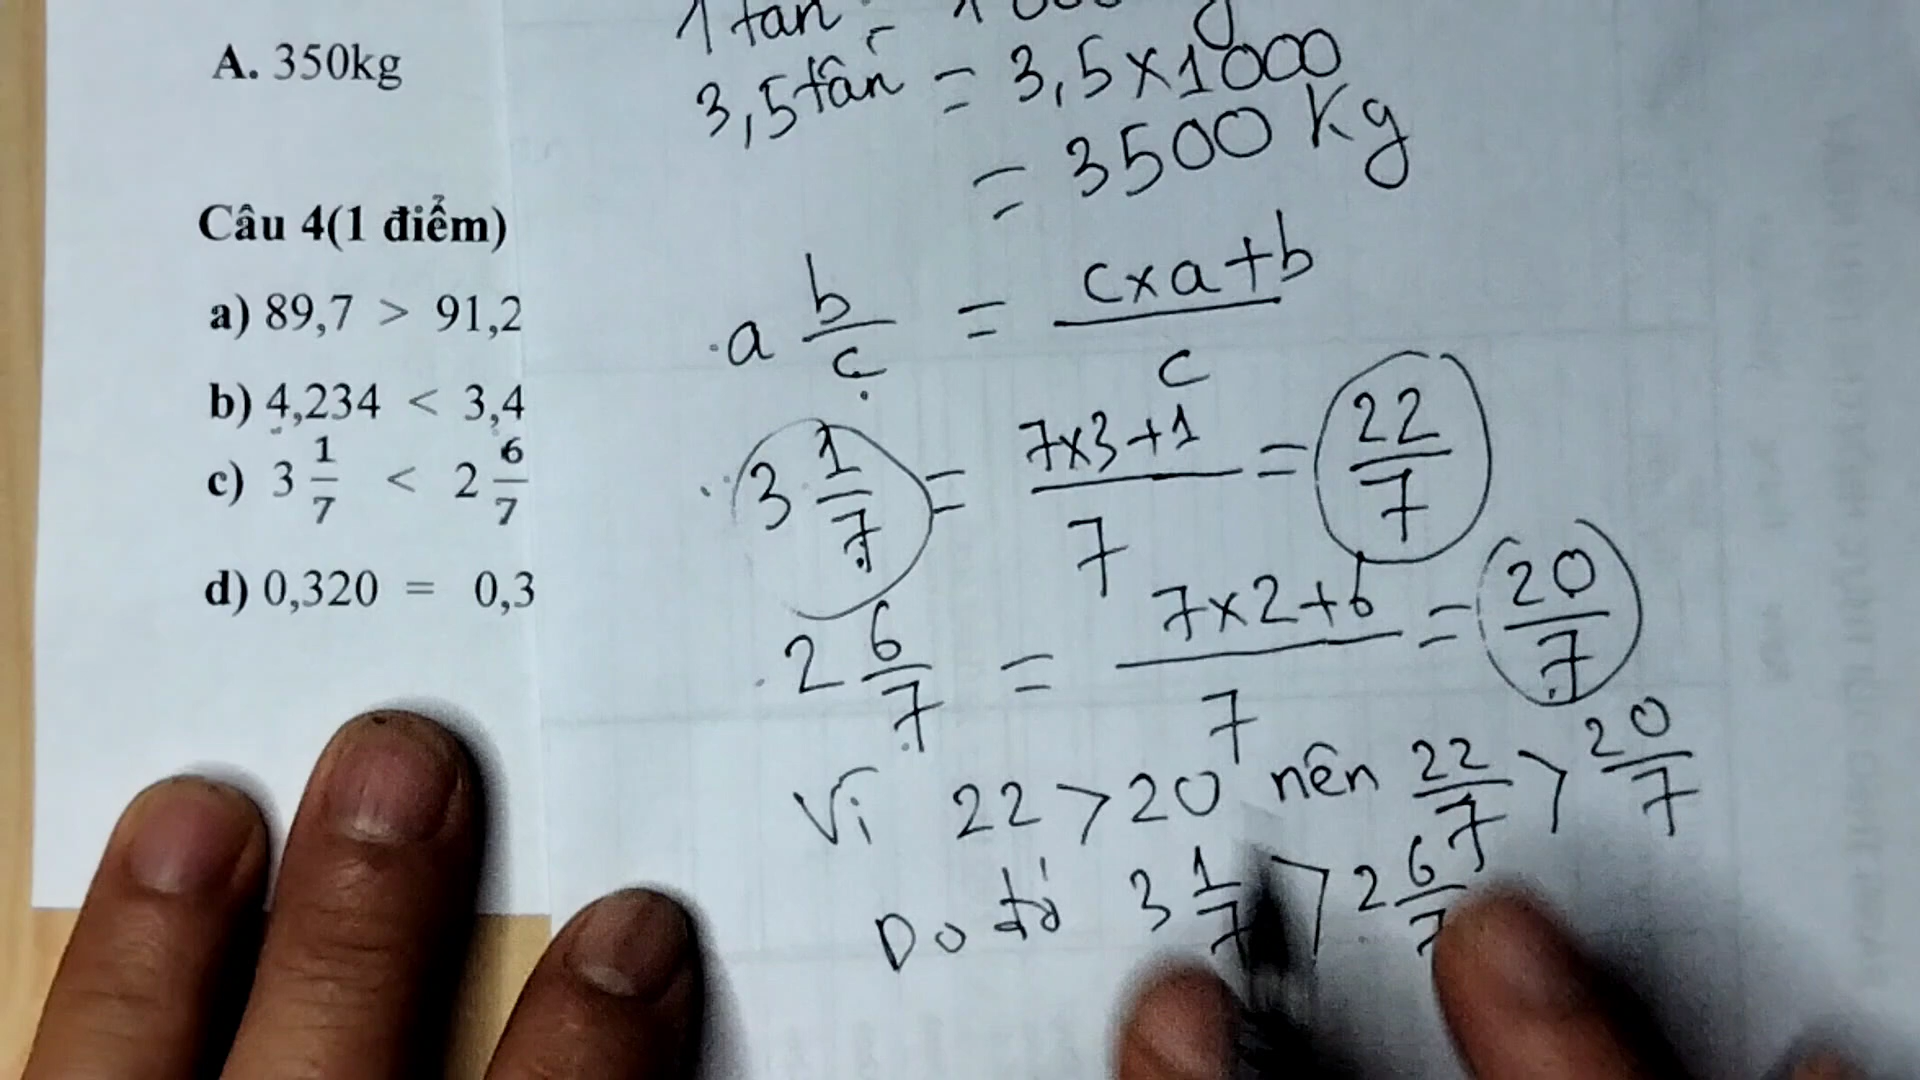 A. 350kg
Câu 4(1 điểm)
a) 89,7 > 91,2
b) 4,234 < 3,4
c) 3 1/7 < 2 6/7
d) 0,320 = 0,3
1 tấn =
3,5 tấn = 3,5x1000
= 3500 Kg
a b/c = cxa+b/c
3 1/7 = 7x3+1/7 = 22/7
2 6/7 = 7x2+6/7 = 20/7
Vì 22 > 20 nên 22/7 > 20/7
Do đó 3 1/7 > 2 6/7